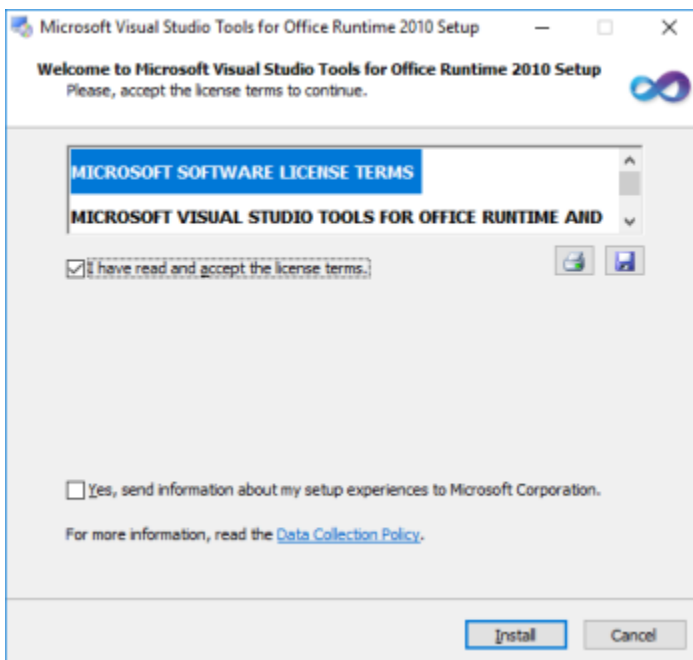 Microsoft Visual Studio Tools for Office Runtime 2010 Setup
Welcome to Microsoft Visual Studio Tools for Office Runtime 2010 Setup
Please, accept the license terms to continue.
MICROSOFT SOFTWARE LICENSE TERMS
MICROSOFT VISUAL STUDIO TOOLS FOR OFFICE RUNTIME AND
I have read and accept the license terms.
Yes, send information about my setup experiences to Microsoft Corporation.
For more information, read the Data Collection Policy.
Install Cancel